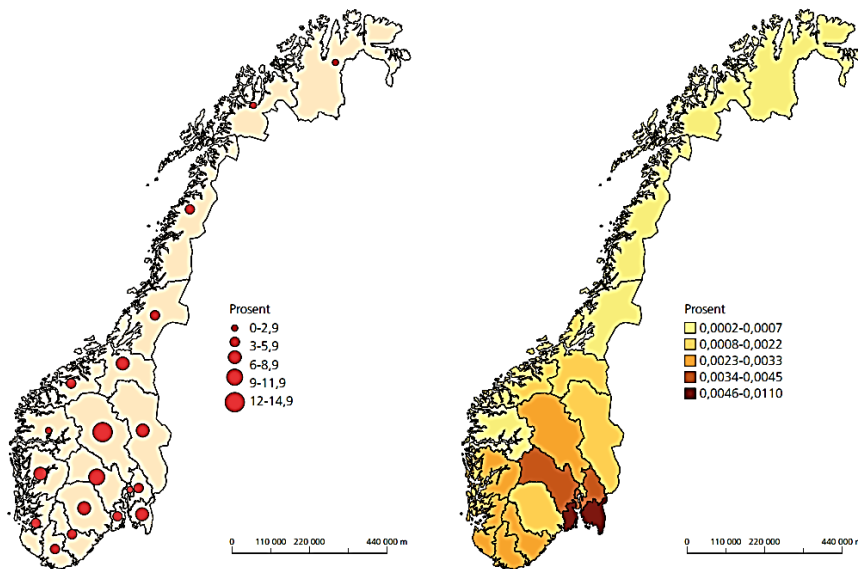 Prosent
0-2,9
3-5,9
6-8,9
9-11,9
12-14,9
0 110 000 220 000 440 000 m
Prosent
0,0002-0,0007
0,0008-0,0022
0,0023-0,0033
0,0034-0,0045
0,0046-0,0110
0 110 000 220 000 440 000 m